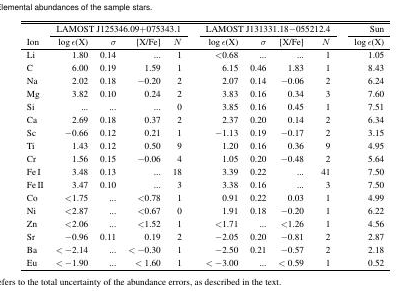 Elemental abundances of the sample stars.
LAMOST J125346.09+075343.1 LAMOST J131331.18−055212.4 Sun
Ion log ϵ(X) σ [X/Fe] N log ϵ(X) σ [X/Fe] N log ϵ(X)
Li 1.80 0.14 ... 1 <0.68 ... ... 1 1.05
C 6.00 0.19 1.59 1 6.15 0.46 1.83 1 8.43
Na 2.02 0.18 −0.20 2 2.07 0.14 −0.06 2 6.24
Mg 3.82 0.10 0.24 2 3.83 0.16 0.34 3 7.60
Si ... ... ... 0 3.85 0.16 0.45 1 7.51
Ca 2.69 0.18 0.37 2 2.37 0.20 0.14 2 6.34
Sc −0.66 0.12 0.21 1 −1.13 0.19 −0.17 2 3.15
Ti 1.43 0.12 0.50 9 1.20 0.16 0.36 9 4.95
Cr 1.56 0.15 −0.06 4 1.05 0.20 −0.48 2 5.64
Fe I 3.48 0.13 ... 18 3.39 0.22 ... 41 7.50
Fe II 3.47 0.10 ... 3 3.38 0.16 ... 3 7.50
Co <1.75 ... <0.78 1 0.91 0.22 0.03 1 4.99
Ni <2.87 ... <0.67 0 1.91 0.18 −0.20 1 6.22
Zn <2.06 ... <1.52 1 <1.71 ... <1.26 1 4.56
Sr −0.96 0.11 0.19 2 −2.05 0.20 −0.81 2 2.87
Ba < −2.14 ... < −0.30 1 −2.50 0.21 −0.57 2 2.18
Eu < −1.90 ... < 1.60 1 < −3.00 ... < 0.59 1 0.52
efers to the total uncertainty of the abundance errors, as described in the text.